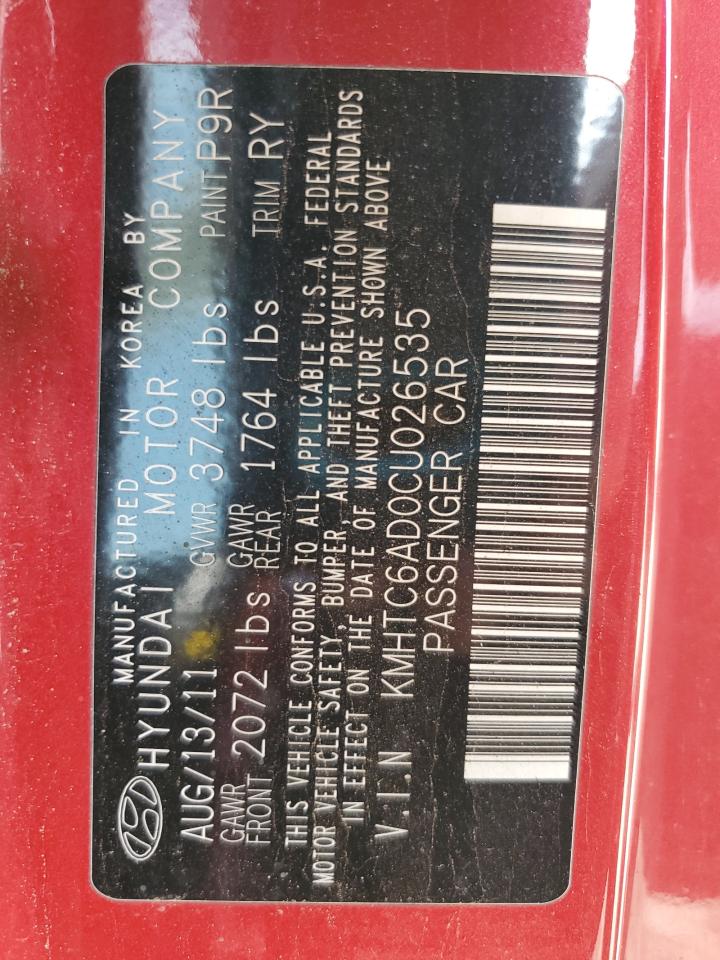 MANUFACTURED IN KOREA BY
HYUNDAI MOTOR COMPANY
AUG/13/11 GVWR 3748 lbs PAINT P9R
GAWR FRONT 2072 lbs GAWR REAR 1764 lbs TRIM RY
THIS VEHICLE CONFORMS TO ALL APPLICABLE U.S.A. FEDERAL
MOTOR VEHICLE SAFETY, BUMPER, AND THEFT PREVENTION STANDARDS
IN EFFECT ON THE DATE OF MANUFACTURE SHOWN ABOVE
V.I.N KMHTC6AD0CU026535
PASSENGER CAR